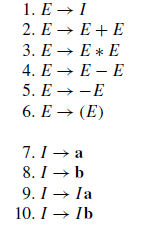 1. E → I
2. E → E + E
3. E → E * E
4. E → E − E
5. E → −E
6. E → (E)
7. I → a
8. I → b
9. I → Ia
10. I → Ib